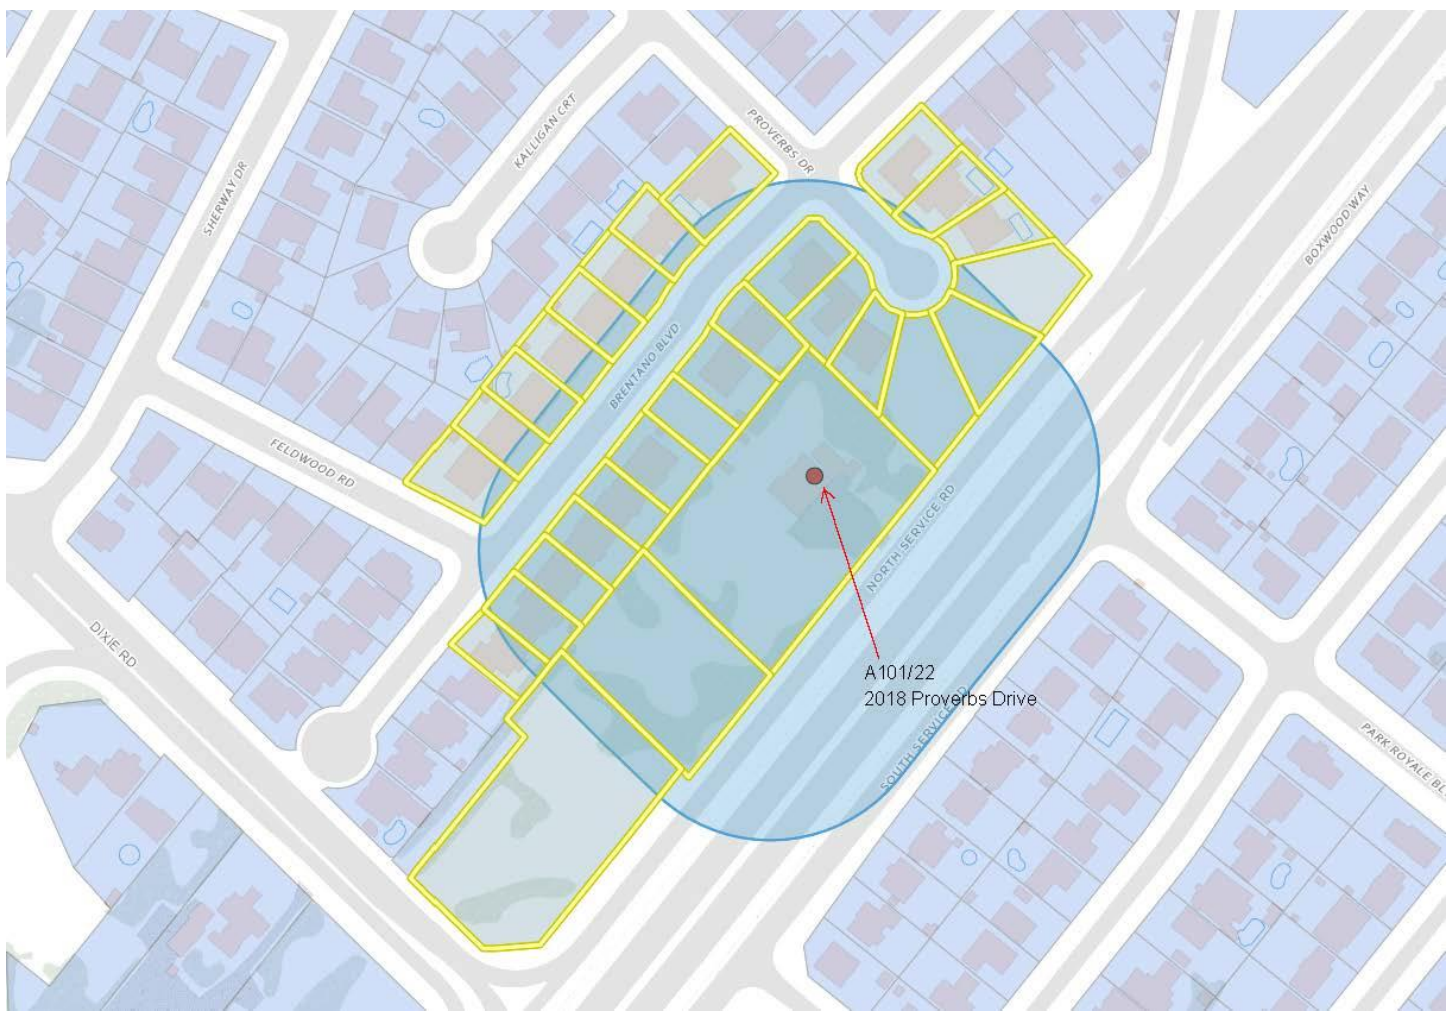 PROVERBS DR
KALLIGAN CRT
SHERWAY DR
BOXWOOD WAY
BRENTANO BLVD
FELDWOOD RD
NORTH SERVICE RD
DIXIE RD
A101/22
2018 Proverbs Drive
SOUTH SERVICE RD
PARK ROYALE BL